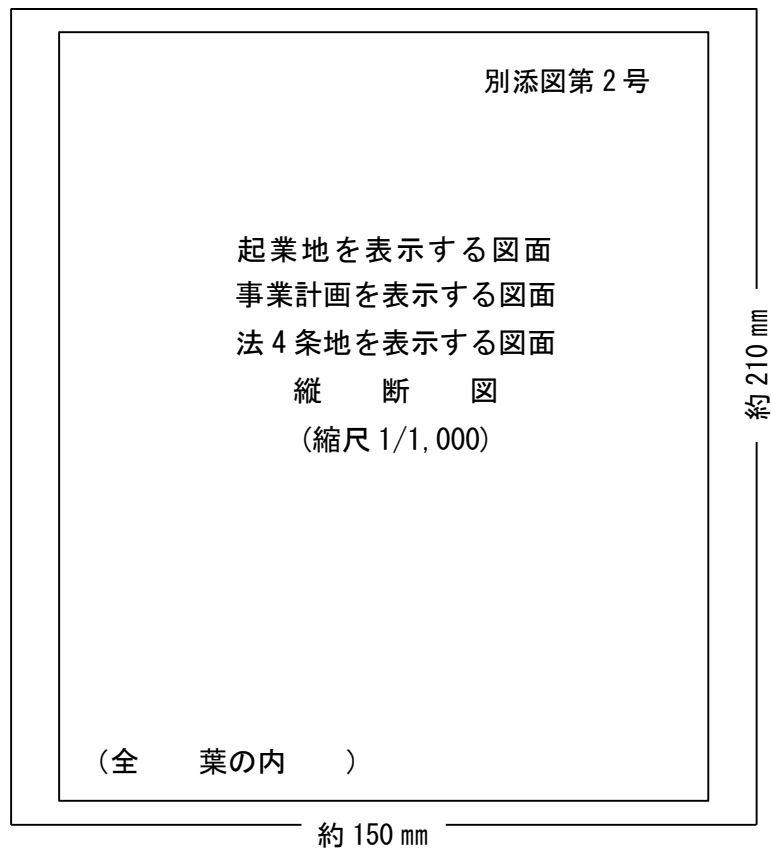 別添図第2号
起業地を表示する図面
事業計画を表示する図面
法4条地を表示する図面
縦　断　図
(縮尺1/1,000)
約210㎜
(全　　葉の内　　)
約150㎜